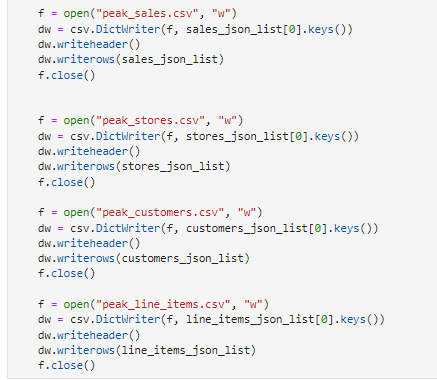 f = open("peak_sales.csv", "w")
dw = csv.DictWriter(f, sales_json_list[0].keys())
dw.writeheader()
dw.writerows(sales_json_list)
f.close()
f = open("peak_stores.csv", "w")
dw = csv.DictWriter(f, stores_json_list[0].keys())
dw.writeheader()
dw.writerows(stores_json_list)
f.close()
f = open("peak_customers.csv", "w")
dw = csv.DictWriter(f, customers_json_list[0].keys())
dw.writeheader()
dw.writerows(customers_json_list)
f.close()
f = open("peak_line_items.csv", "w")
dw = csv.DictWriter(f, line_items_json_list[0].keys())
dw.writeheader()
dw.writerows(line_items_json_list)
f.close()